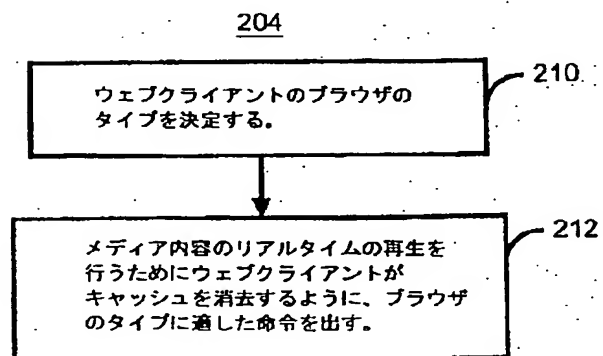 204
ウェブクライアントのブラウザの
タイプを決定する。
210
メディア内容のリアルタイムの再生を
行うためにウェブクライアントが
キャッシュを消去するように、ブラウザ
のタイプに適した命令を出す。
212